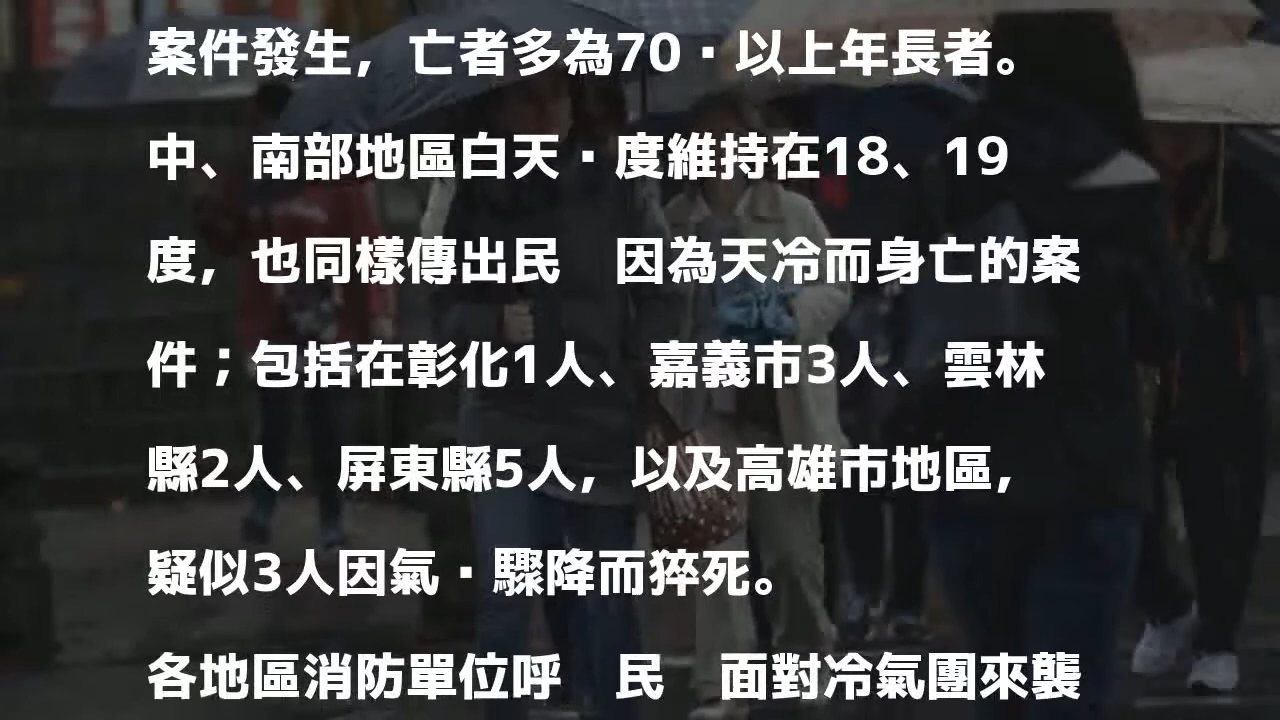 案件發生，亡者多為70▪以上年長者。
中、南部地區白天▪度維持在18、19
度，也同樣傳出民　因為天冷而身亡的案
件；包括在彰化1人、嘉義市3人、雲林
縣2人、屏東縣5人，以及高雄市地區，
疑似3人因氣▪驟降而猝死。
各地區消防單位呼　民　面對冷氣團來襲